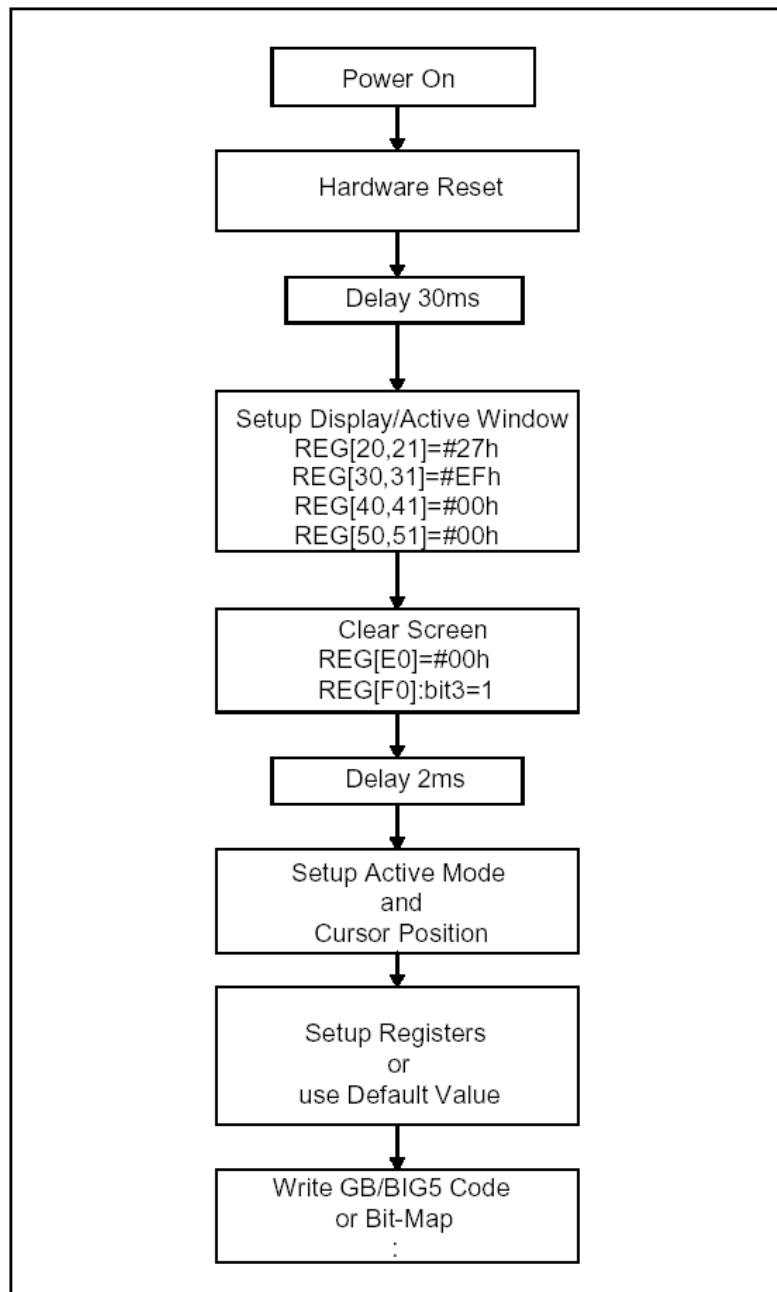 Power On
Hardware Reset
Delay 30ms
Setup Display/Active Window
REG[20,21]=#27h
REG[30,31]=#EFh
REG[40,41]=#00h
REG[50,51]=#00h
Clear Screen
REG[E0]=#00h
REG[F0]:bit3=1
Delay 2ms
Setup Active Mode
and
Cursor Position
Setup Registers
or
use Default Value
Write GB/BIG5 Code
or Bit-Map
: